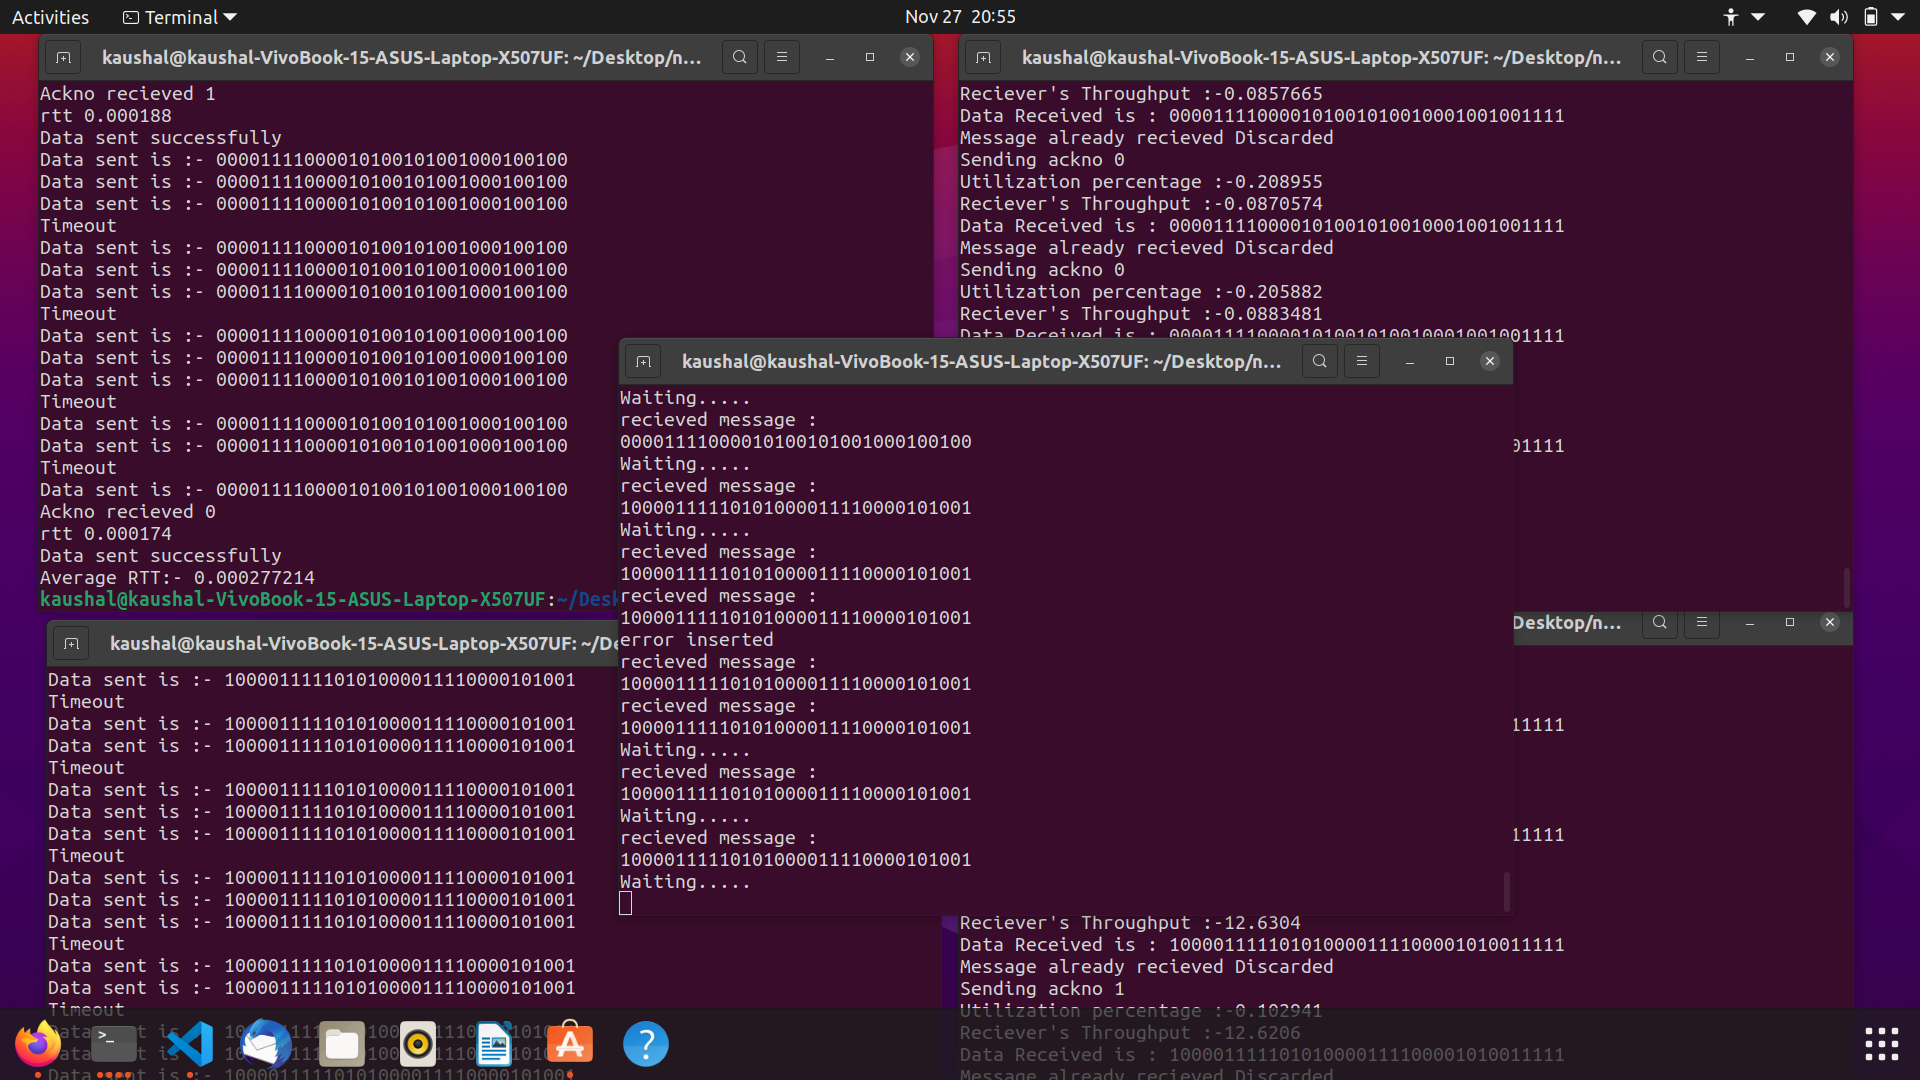 Activities
Terminal
Nov 27 20:55
kaushal@kaushal-VivoBook-15-ASUS-Laptop-X507UF: ~/Desktop/n...
Ackno recieved 1
rtt 0.000188
Data sent successfully
Data sent is :- 00001111000010100101001000100100
Data sent is :- 00001111000010100101001000100100
Data sent is :- 00001111000010100101001000100100
Timeout
Data sent is :- 00001111000010100101001000100100
Data sent is :- 00001111000010100101001000100100
Data sent is :- 00001111000010100101001000100100
Timeout
Data sent is :- 00001111000010100101001000100100
Data sent is :- 00001111000010100101001000100100
Data sent is :- 00001111000010100101001000100100
Timeout
Data sent is :- 00001111000010100101001000100100
Data sent is :- 00001111000010100101001000100100
Timeout
Data sent is :- 00001111000010100101001000100100
Ackno recieved 0
rtt 0.000174
Data sent successfully
Average RTT:- 0.000277214
kaushal@kaushal-VivoBook-15-ASUS-Laptop-X507UF:~/Desk
kaushal@kaushal-VivoBook-15-ASUS-Laptop-X507UF: ~/Desktop/n...
Reciever's Throughput :-0.0857665
Data Received is : 000011110000101001010010001001001111
Message already recieved Discarded
Sending ackno 0
Utilization percentage :-0.208955
Reciever's Throughput :-0.0870574
Data Received is : 000011110000101001010010001001001111
Message already recieved Discarded
Sending ackno 0
Utilization percentage :-0.205882
Reciever's Throughput :-0.0883481
Data Received is : 000011110000101001010010001001001111
01111
kaushal@kaushal-VivoBook-15-ASUS-Laptop-X507UF: ~/Desktop/n...
Waiting.....
recieved message :
00001111000010100101001000100100
Waiting.....
recieved message :
10000111110101000011110000101001
Waiting.....
recieved message :
10000111110101000011110000101001
recieved message :
10000111110101000011110000101001
error inserted
recieved message :
10000111110101000011110000101001
recieved message :
10000111110101000011110000101001
Waiting.....
recieved message :
10000111110101000011110000101001
Waiting.....
recieved message :
10000111110101000011110000101001
Waiting.....
kaushal@kaushal-VivoBook-15-ASUS-Laptop-X507UF: ~/De
Data sent is :- 10000111110101000011110000101001
Timeout
Data sent is :- 10000111110101000011110000101001
Data sent is :- 10000111110101000011110000101001
Timeout
Data sent is :- 10000111110101000011110000101001
Data sent is :- 10000111110101000011110000101001
Data sent is :- 10000111110101000011110000101001
Timeout
Data sent is :- 10000111110101000011110000101001
Data sent is :- 10000111110101000011110000101001
Data sent is :- 10000111110101000011110000101001
Timeout
Data sent is :- 10000111110101000011110000101001
Data sent is :- 10000111110101000011110000101001
Timeout
Desktop/n...
11111
11111
Reciever's Throughput :-12.6304
Data Received is : 100001111101010000111100001010011111
Message already recieved Discarded
Sending ackno 1
Utilization percentage :-0.102941
Reciever's Throughput :-12.6206
Data Received is : 100001111101010000111100001010011111
Message already recieved Discarded